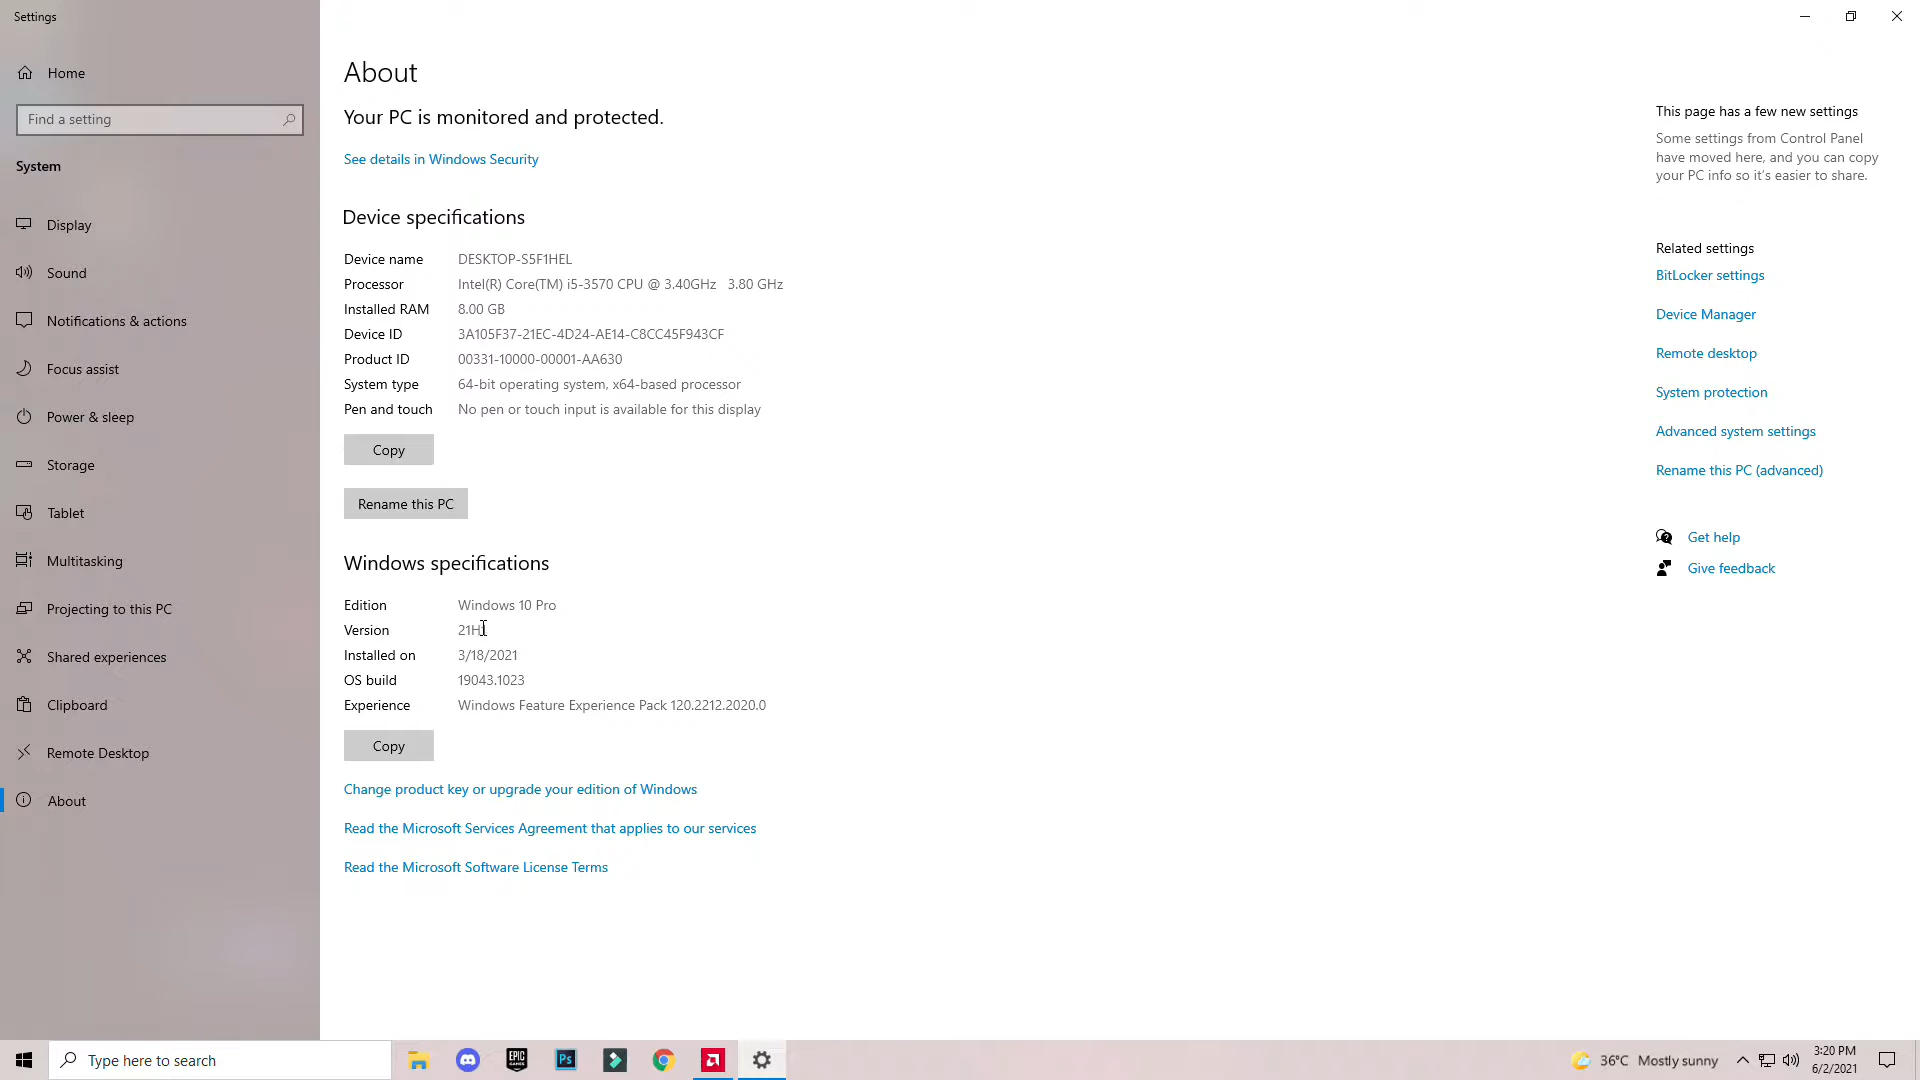 Settings
Home
Find a setting
System
Display
Sound
Notifications & actions
Focus assist
Power & sleep
Storage
Tablet
Multitasking
Projecting to this PC
Shared experiences
Clipboard
Remote Desktop
About
About
Your PC is monitored and protected.
See details in Windows Security
Device specifications
Device name DESKTOP-S5F1HEL
Processor Intel(R) Core(TM) i5-3570 CPU @ 3.40GHz 3.80 GHz
Installed RAM 8.00 GB
Device ID 3A105F37-21EC-4D24-AE14-C8CC45F943CF
Product ID 00331-10000-00001-AA630
System type 64-bit operating system, x64-based processor
Pen and touch No pen or touch input is available for this display
Copy
Rename this PC
Windows specifications
Edition Windows 10 Pro
Version 21H1
Installed on 3/18/2021
OS build 19043.1023
Experience Windows Feature Experience Pack 120.2212.2020.0
Copy
Change product key or upgrade your edition of Windows
Read the Microsoft Services Agreement that applies to our services
Read the Microsoft Software License Terms
This page has a few new settings
Some settings from Control Panel
have moved here, and you can copy
your PC info so it's easier to share.
Related settings
BitLocker settings
Device Manager
Remote desktop
System protection
Advanced system settings
Rename this PC (advanced)
Get help
Give feedback
Type here to search
EPIC
GAMES
Ps
36°C Mostly sunny
3:20 PM
6/2/2021